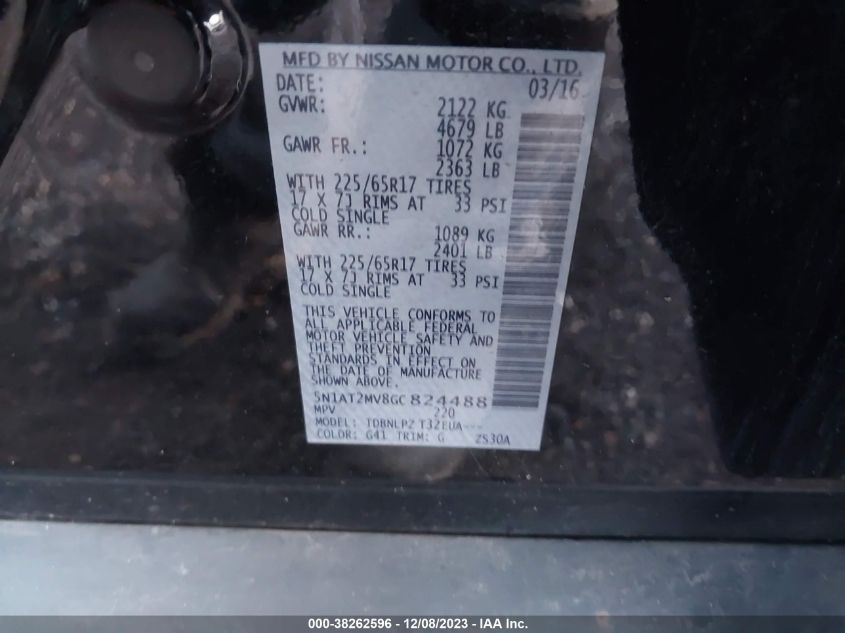 MFD BY NISSAN MOTOR CO., LTD.
DATE: 03/16
GVWR: 2122 KG
4679 LB
GAWR FR.: 1072 KG
2363 LB
WITH 225/65R17 TIRES
17 X 7J RIMS AT 33 PSI
COLD SINGLE
GAWR RR.: 1089 KG
2401 LB
WITH 225/65R17 TIRES
17 X 7J RIMS AT 33 PSI
COLD SINGLE
THIS VEHICLE CONFORMS TO
ALL APPLICABLE FEDERAL
MOTOR VEHICLE SAFETY AND
THEFT PREVENTION
STANDARDS IN EFFECT ON
THE DATE OF MANUFACTURE
SHOWN ABOVE.
5N1AT2MV8GC824488
MPV 220
MODEL: TDBNLPZ T32EUA---
COLOR: G41 TRIM: G ZS30A
000-38262596 - 12/08/2023 - IAA Inc.